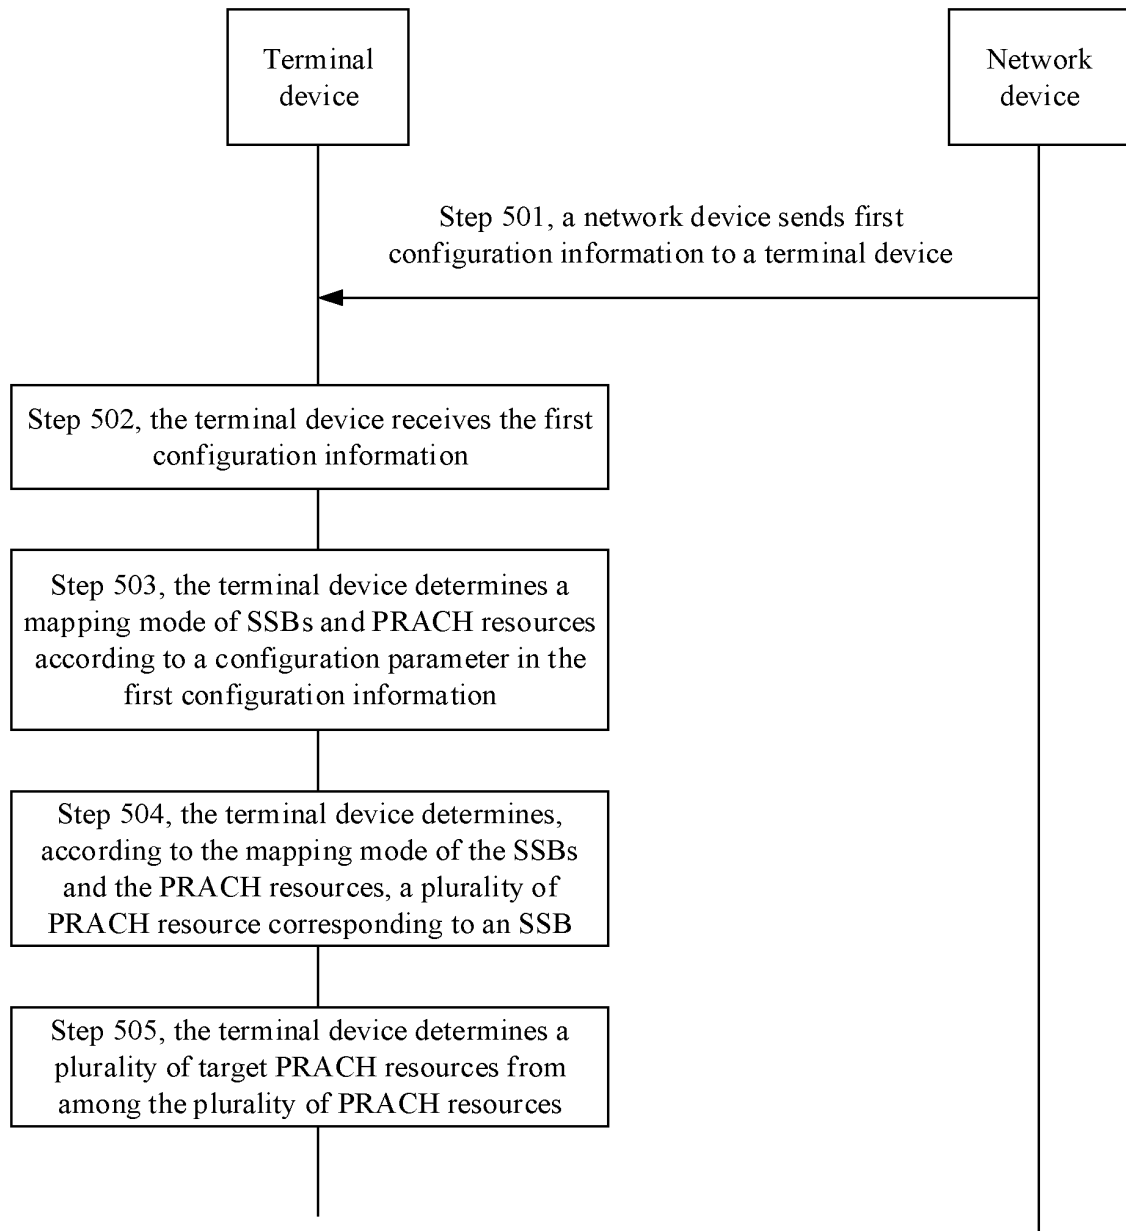 Terminal
device
Network
device
Step 501, a network device sends first
configuration information to a terminal device
Step 502, the terminal device receives the first
configuration information
Step 503, the terminal device determines a
mapping mode of SSBs and PRACH resources
according to a configuration parameter in the
first configuration information
Step 504, the terminal device determines,
according to the mapping mode of the SSBs
and the PRACH resources, a plurality of
PRACH resource corresponding to an SSB
Step 505, the terminal device determines a
plurality of target PRACH resources from
among the plurality of PRACH resources